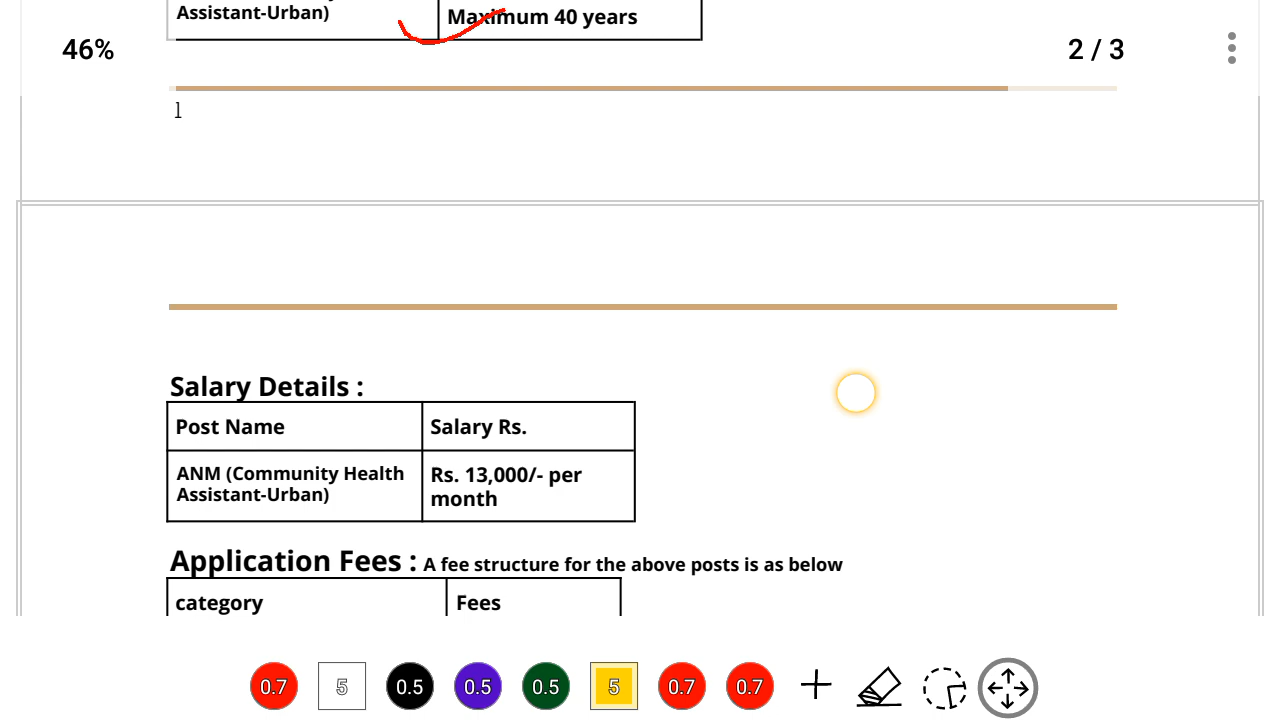 Assistant-Urban)
Maximum 40 years
46%
2 / 3
1
Salary Details :
Post Name
Salary Rs.
ANM (Community Health
Assistant-Urban)
Rs. 13,000/- per
month
Application Fees : A fee structure for the above posts is as below
category
Fees
0.7
5
0.5
0.5
0.5
5
0.7
0.7